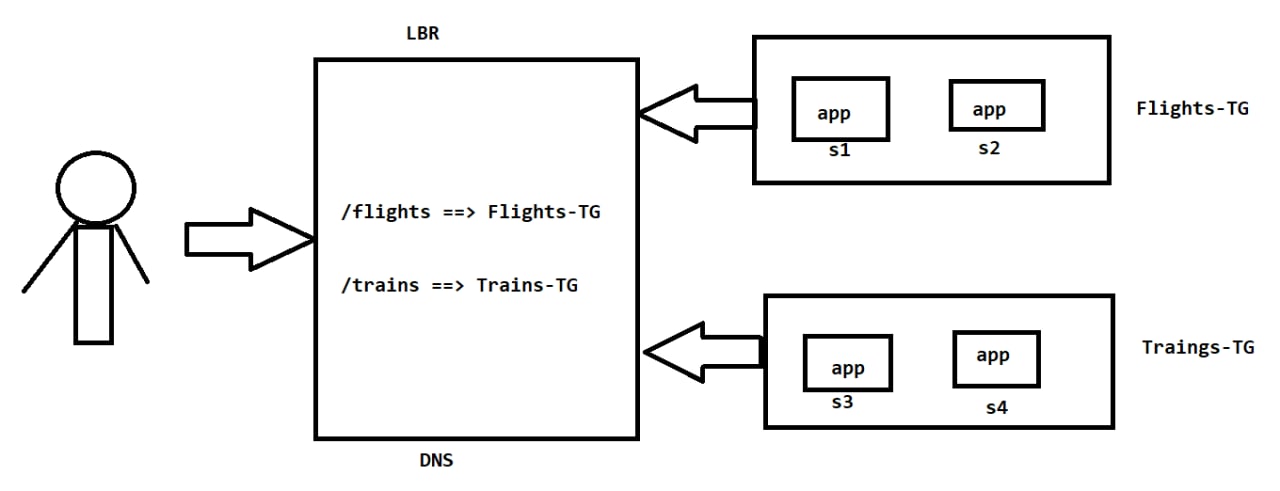 LBR
/flights ==> Flights-TG
/trains ==> Trains-TG
DNS
app
s1
app
s2
Flights-TG
app
s3
app
s4
Traings-TG